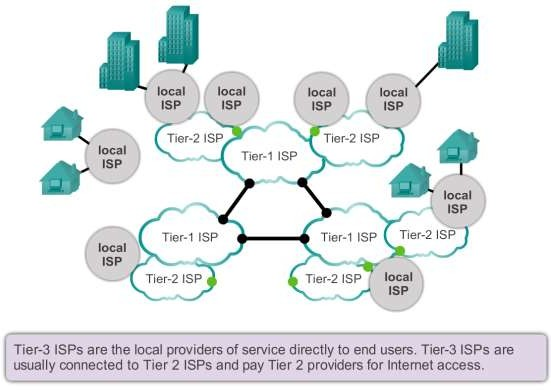 local
ISP
local
ISP
local
ISP
local
ISP
Tier-2 ISP
Tier-2 ISP
Tier-1 ISP
local
ISP
local
ISP
Tier-1 ISP
Tier-1 ISP
Tier-2 ISP
local
ISP
Tier-2 ISP
Tier-2 ISP
local
ISP
Tier-3 ISPs are the local providers of service directly to end users. Tier-3 ISPs are
usually connected to Tier 2 ISPs and pay Tier 2 providers for Internet access.